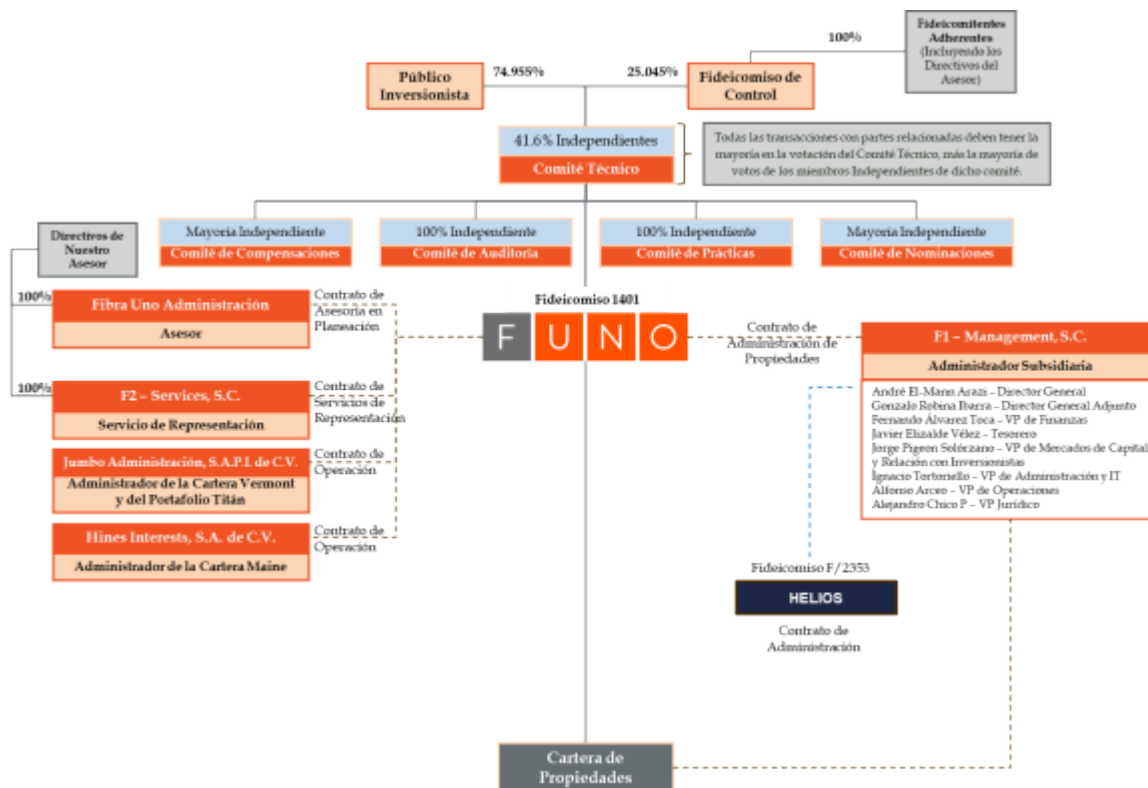 Fideicomitentes
Adherentes
(Incluyendo los
Directivos del
Asesor)
100%
Público
Inversionista
74.955%
25.045%
Fideicomiso de
Control
41.6% Independientes
Comité Técnico
Todas las transacciones con partes relacionadas deben tener la
mayoría en la votación del Comité Técnico, más la mayoría de
votos de los miembros Independientes de dicho comité.
Mayoría Independiente
Comité de Compensaciones
100% Independiente
Comité de Auditoría
100% Independiente
Comité de Prácticas
Mayoría Independiente
Comité de Nominaciones
Directivos de
Nuestro
Asesor
100%
Fibra Uno Administración
Asesor
Contrato de
Asesoría en
Planeación
Fideicomiso 1401
FUNO
Contrato de
Administración de
Propiedades
F1 – Management, S.C.
Administrador Subsidiaria
André El-Mann Arazi – Director General
Gonzalo Robina Ibarra – Director General Adjunto
Fernando Álvarez Toca – VP de Finanzas
Javier Elizalde Vélez – Tesorero
Jorge Pigeon Solórzano – VP de Mercados de Capital
y Relación con Inversionistas
Ignacio Tortoriello – VP de Administración y IT
Alfonso Arceo – VP de Operaciones
Alejandro Chico P – VP Jurídico
100%
F2 – Services, S.C.
Servicio de Representación
Contrato de
Servicios de
Representación
Jumbo Administración, S.A.P.I. de C.V.
Administrador de la Cartera Vermont
y del Portafolio Titán
Contrato de
Operación
Hines Interests, S.A. de C.V.
Administrador de la Cartera Maine
Contrato de
Operación
Fideicomiso F/2353
HELIOS
Contrato de
Administración
Cartera de
Propiedades